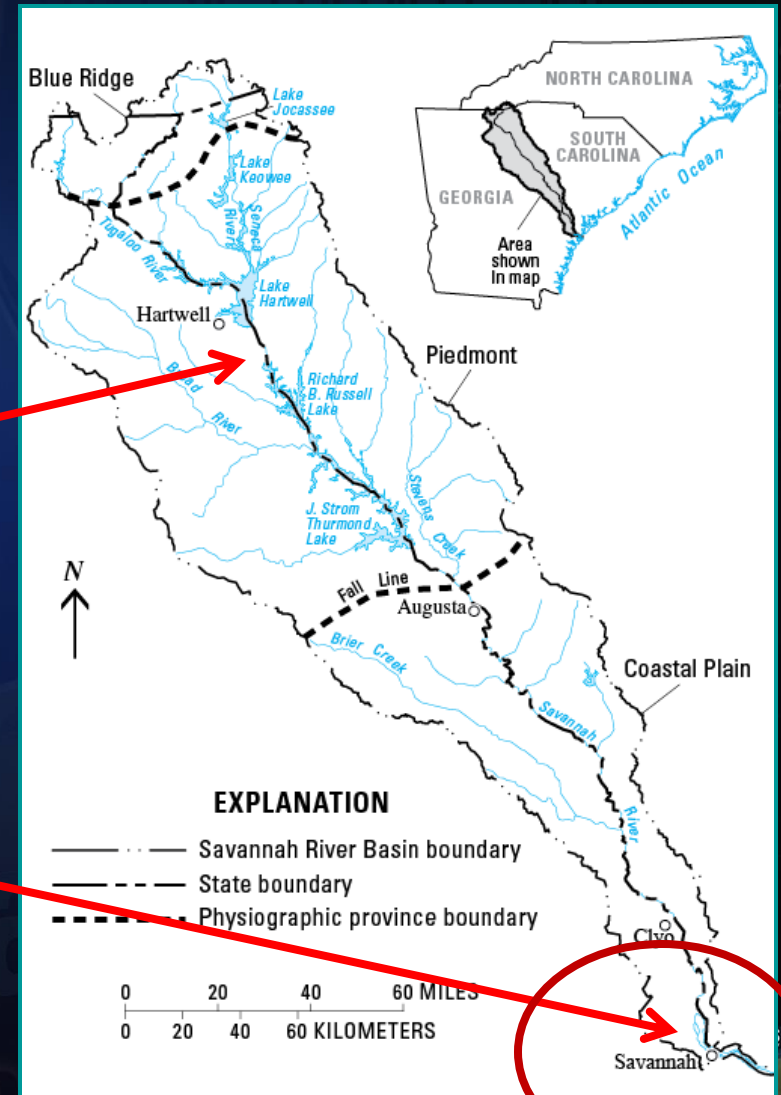 Blue Ridge
Lake
Jocassee
NORTH CAROLINA
SOUTH
CAROLINA
GEORGIA
Atlantic Ocean
Area
shown
In map
Lake
Keowee
Seneca
River
Tugaloo River
Lake
Hartwell
Hartwell
Piedmont
Richard
B. Russell
Lake
Broad
River
J. Strom
Thurmond
Lake
Stevens
Creek
N
Fall Line
Augusta
Brier Creek
Coastal Plain
Savannah
River
EXPLANATION
Savannah River Basin boundary
State boundary
Physiographic province boundary
Clyo
0 20 40 60 MILES
0 20 40 60 KILOMETERS
Savannah